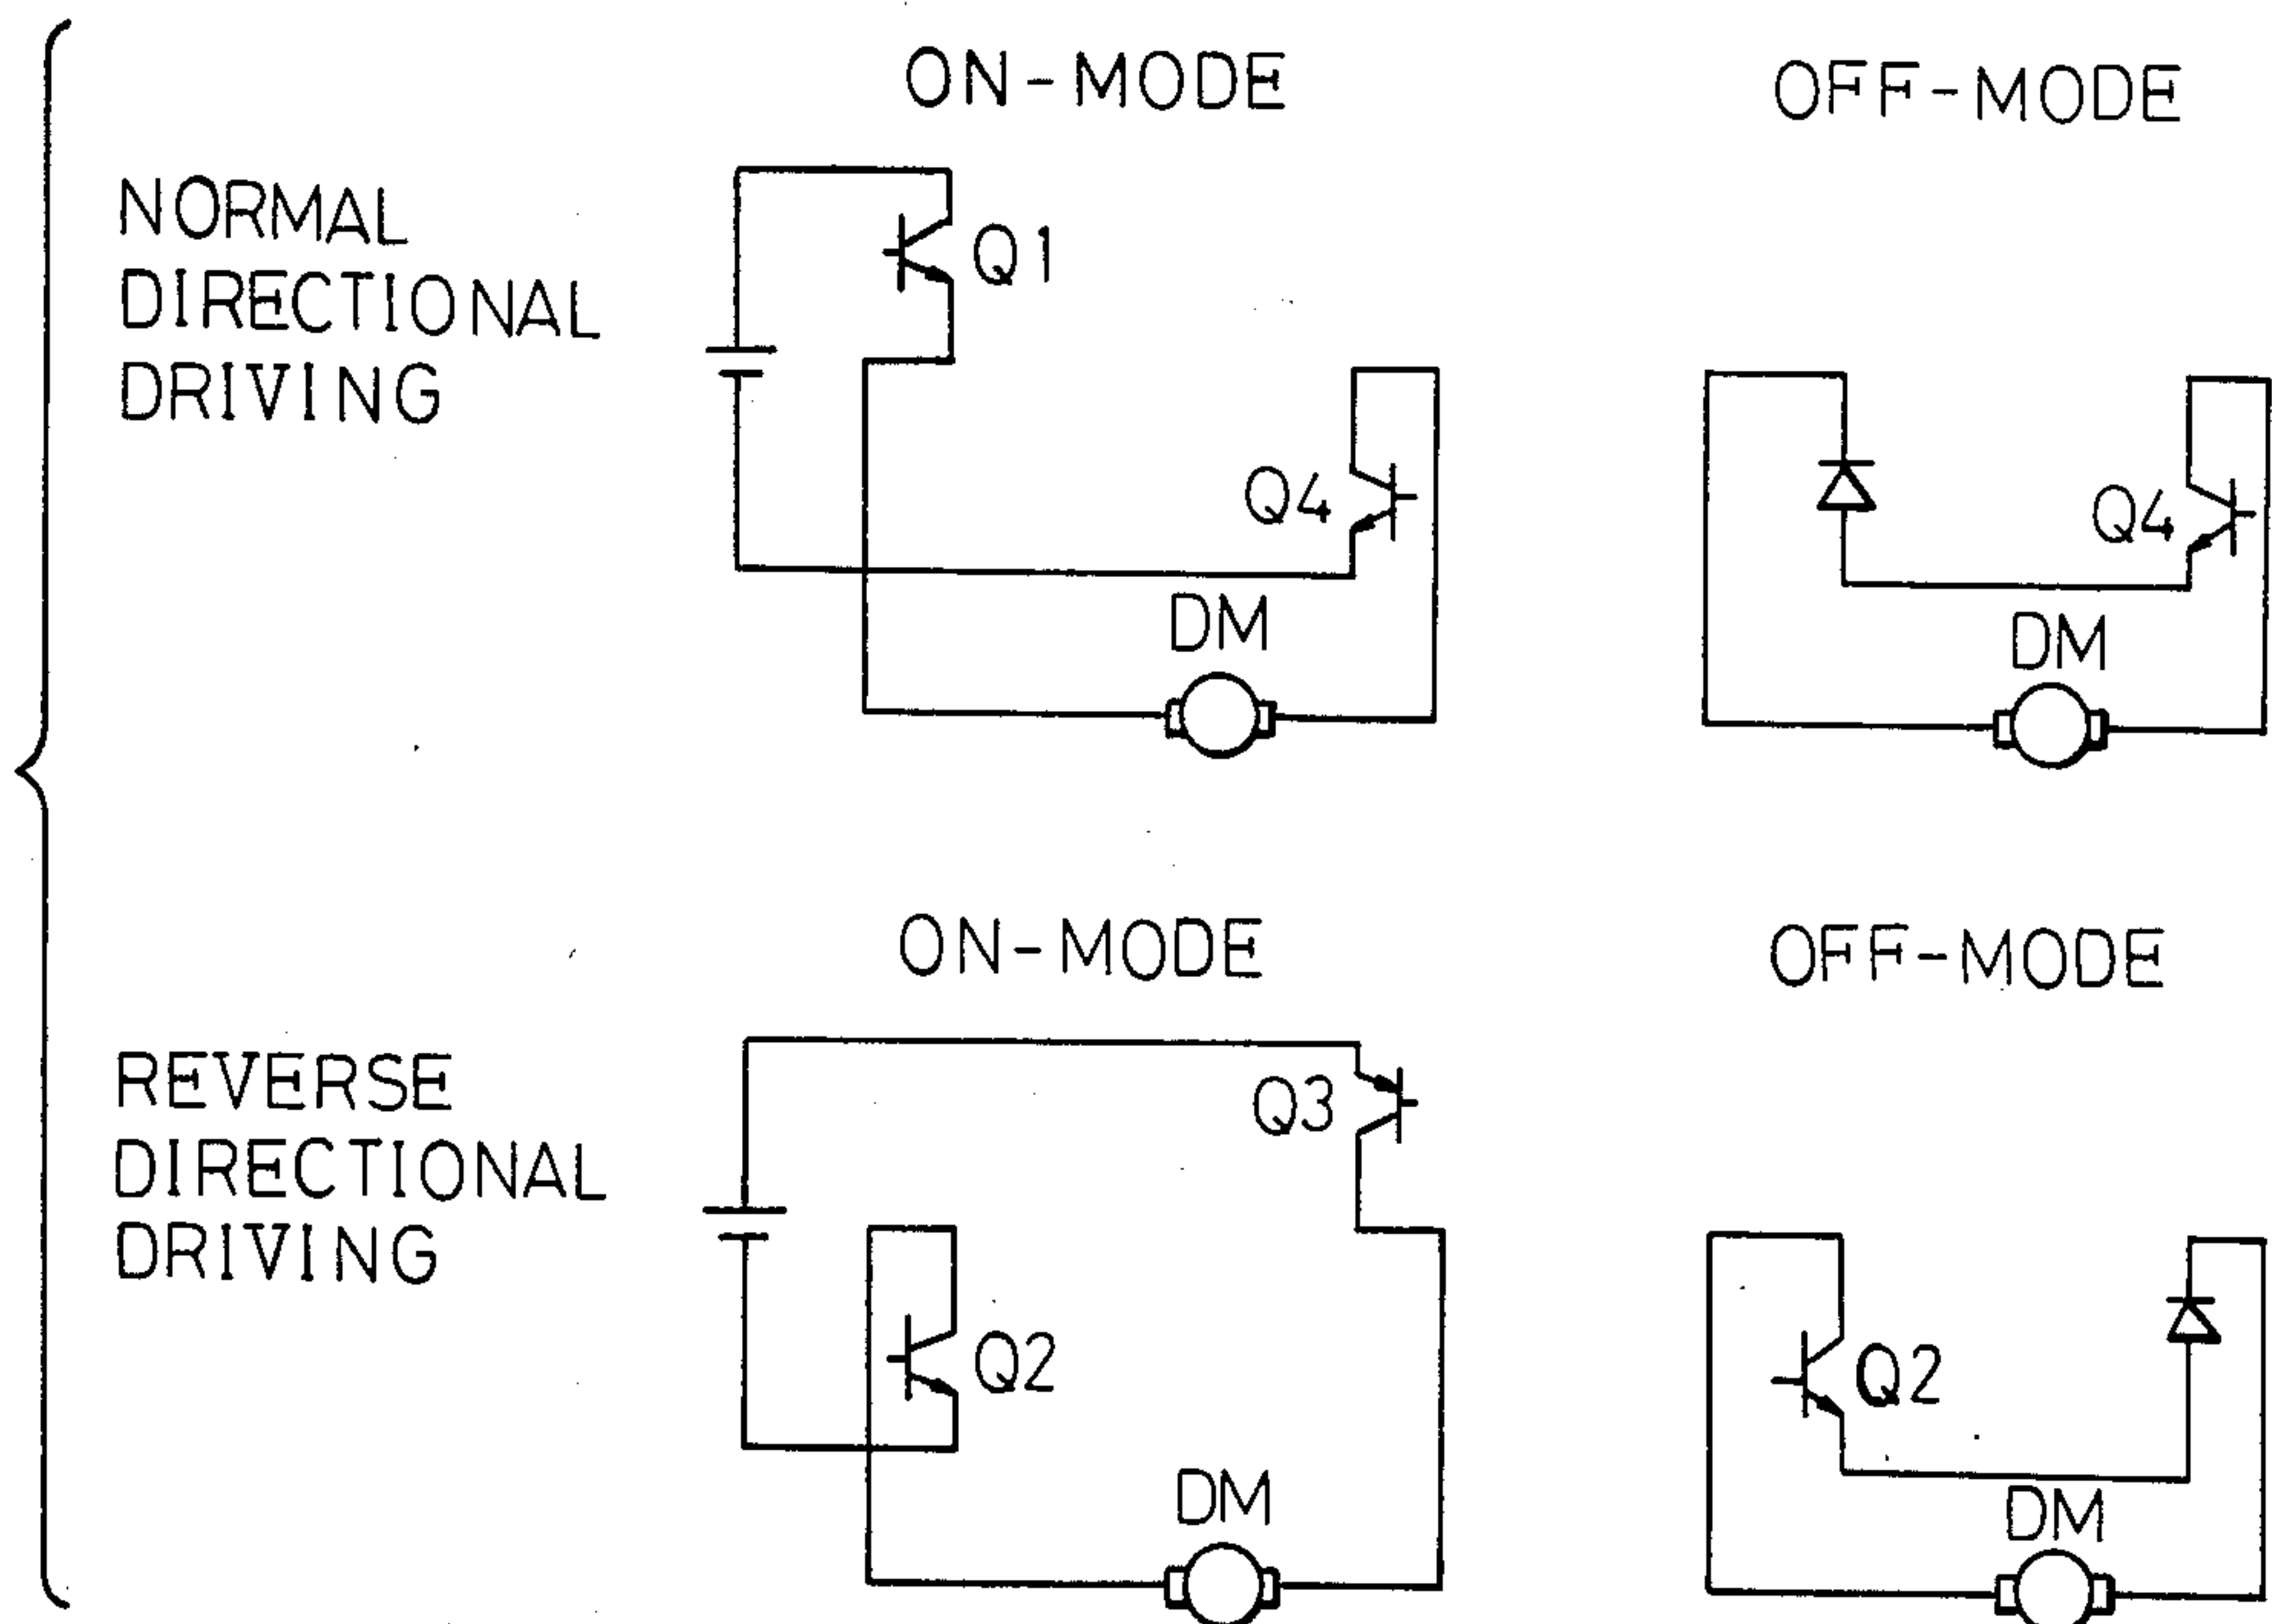 ON-MODE
OFF-MODE
NORMAL
DIRECTIONAL
DRIVING
Q1
Q4
DM
Q4
DM
ON-MODE
OFF-MODE
REVERSE
DIRECTIONAL
DRIVING
Q3
Q2
DM
Q2
DM